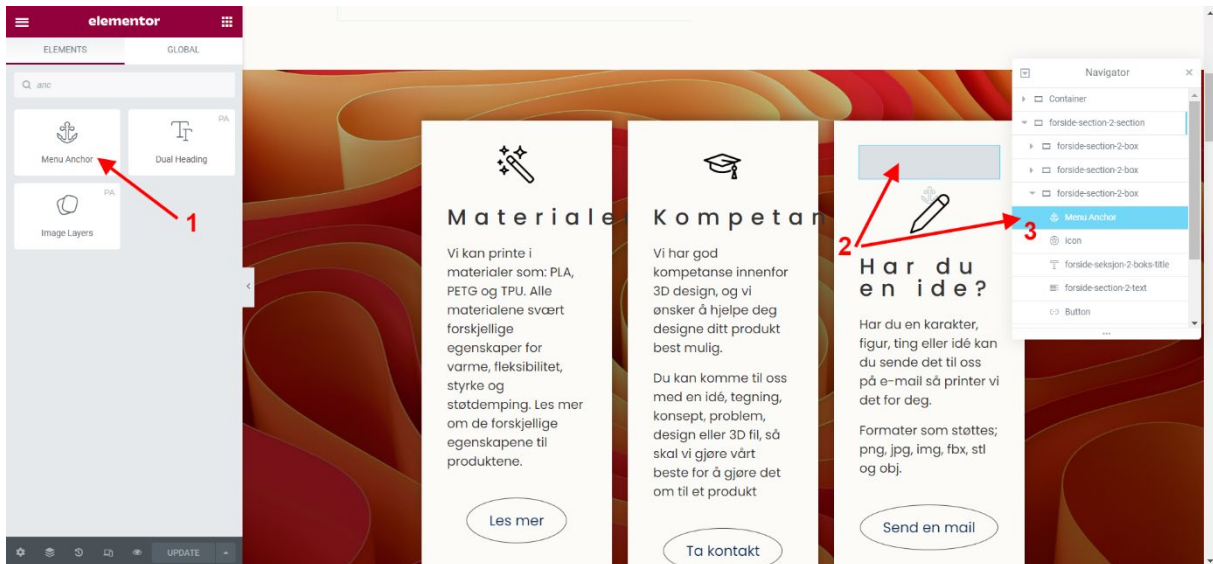 elementor
ELEMENTS
GLOBAL
anc
PA
Menu Anchor
Dual Heading
PA
Image Layers
1
UPDATE
Materiale
Vi kan printe i
materialer som: PLA,
PETG og TPU. Alle
materialene svært
forskjellige
egenskaper for
varme, fleksibilitet,
styrke og
støtdemping. Les mer
om de forskjellige
egenskapene til
produktene.
Les mer
Kompetan
Vi har god
kompetanse innenfor
3D design, og vi
ønsker å hjelpe deg
designe ditt produkt
best mulig.
Du kan komme til oss
med en idé, tegning,
konsept, problem,
design eller 3D fil, så
skal vi gjøre vårt
beste for å gjøre det
om til et produkt
Ta kontakt
2
Har du
en ide?
Har du en karakter,
figur, ting eller idé kan
du sende det til oss
på e-mail så printer vi
det for deg.
Formater som støttes;
png, jpg, img, fbx, stl
og obj.
Send en mail
Navigator
Container
forside-section-2-section
forside-section-2-box
forside-section-2-box
forside-section-2-box
Menu Anchor
3
Icon
forside-seksjon-2-boks-title
forside-section-2-text
Button